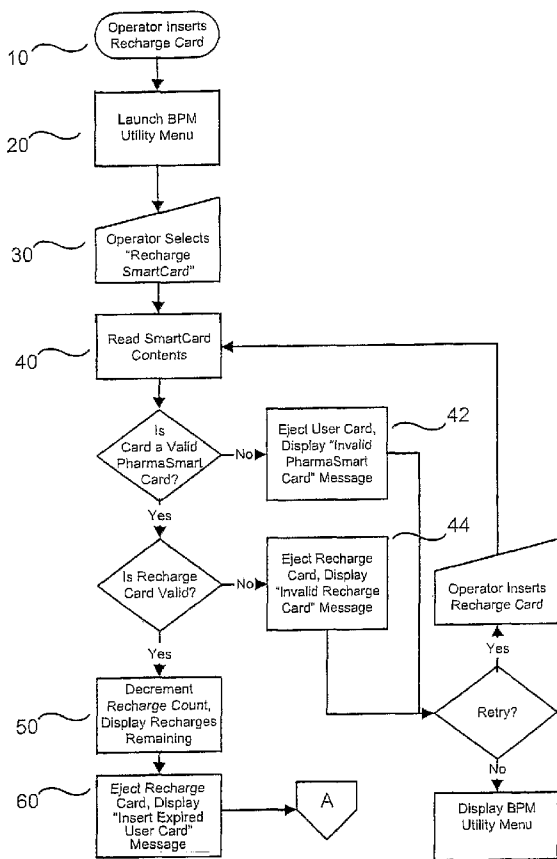 Operator Inserts
Recharge Card
10
Launch BPM
Utility Menu
20
Operator Selects
"Recharge
SmartCard"
30
Read SmartCard
Contents
40
Is
Card a Valid
PharmaSmart
Card?
No
Eject User Card,
Display "Invalid
PharmaSmart
Card" Message
42
Yes
Is Recharge
Card Valid?
No
Eject Recharge
Card, Display
"Invalid Recharge
Card" Message
44
Operator Inserts
Recharge Card
Yes
Yes
Decrement
Recharge Count,
Display Recharges
Remaining
50
Retry?
No
Eject Recharge
Card, Display
"Insert Expired
User Card"
Message
60
A
Display BPM
Utility Menu